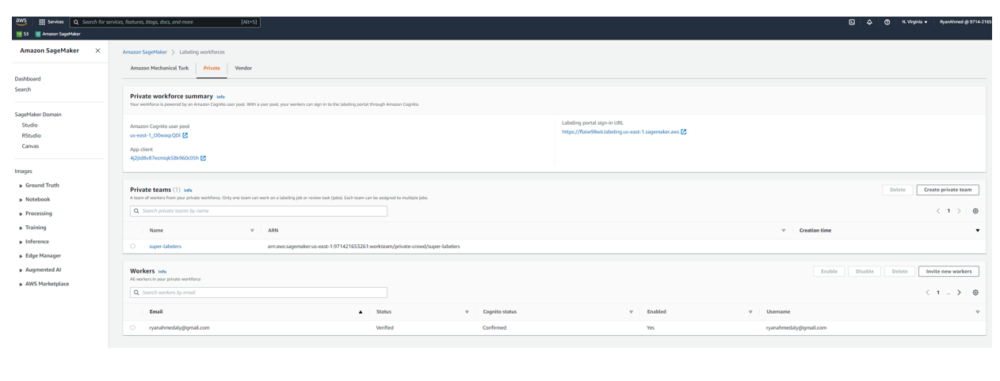 aws Services Search for services, features, blogs, docs, and more [Alt+S] N. Virginia RyanAhmed @ 9714-2165
S3 Amazon SageMaker
Amazon SageMaker
Dashboard
Search
SageMaker Domain
Studio
RStudio
Canvas
Images
Ground Truth
Notebook
Processing
Training
Inference
Edge Manager
Augmented AI
AWS Marketplace
Amazon SageMaker > Labeling workforces
Amazon Mechanical Turk Private Vendor
Private workforce summary Info
Your workforce is powered by an Amazon Cognito user pool. With a user pool, your workers can sign in to the labeling portal through Amazon Cognito.
Amazon Cognito user pool
us-east-1_O0waqcQDl
App client
4j2jtd8v87ecmiqk58k960c05h
Labeling portal sign-in URL
https://flaiw98wii.labeling.us-east-1.sagemaker.aws
Private teams (1) Info
A team of workers from your private workforce. Only one team can work on a labeling job or review task (jobs). Each team can be assigned to multiple jobs.
Delete Create private team
Search private teams by name
1
Name ARN Creation time
super-labelers arn:aws:sagemaker:us-east-1:971421653261:workteam/private-crowd/super-labelers
Workers Info
All workers in your private workforce
Enable Disable Delete Invite new workers
Search workers by email
1 ...
Email Status Cognito status Enabled Username
ryanahmedaly@gmail.com Verified Confirmed Yes ryanahmedaly@gmail.com